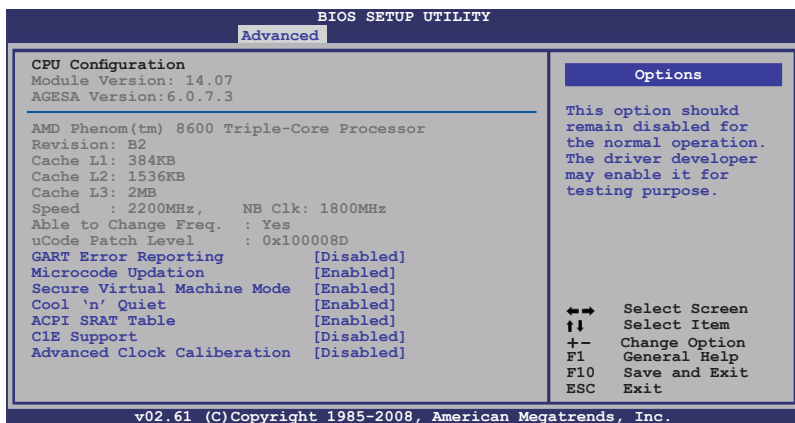 BIOS SETUP UTILITY
Advanced
CPU Configuration
Module Version: 14.07
AGESA Version:6.0.7.3
AMD Phenom(tm) 8600 Triple-Core Processor
Revision: B2
Cache L1: 384KB
Cache L2: 1536KB
Cache L3: 2MB
Speed : 2200MHz, NB Clk: 1800MHz
Able to Change Freq. : Yes
uCode Patch Level : 0x100008D
GART Error Reporting [Disabled]
Microcode Updation [Enabled]
Secure Virtual Machine Mode [Enabled]
Cool ‘n’ Quiet [Enabled]
ACPI SRAT Table [Enabled]
C1E Support [Disabled]
Advanced Clock Caliberation [Disabled]
Options
This option shoukd
remain disabled for
the normal operation.
The driver developer
may enable it for
testing purpose.
←→ Select Screen
↑↓ Select Item
+- Change Option
F1 General Help
F10 Save and Exit
ESC Exit
v02.61 (C)Copyright 1985-2008, American Megatrends, Inc.